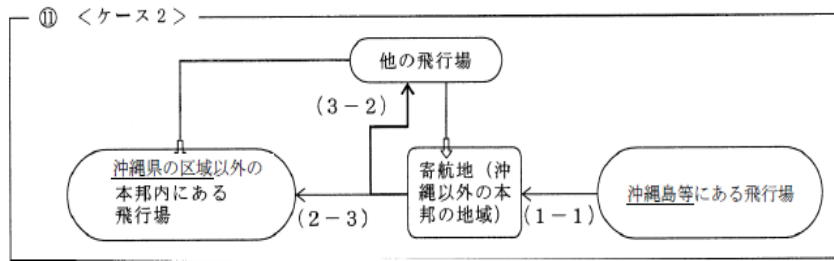 ⑪ <ケース2>
他の飛行場
(3-2)
沖縄県の区域以外の
本邦内にある
飛行場
(2-3)
寄航地(沖
縄以外の本
邦の地域)
(1-1)
沖縄島等にある飛行場